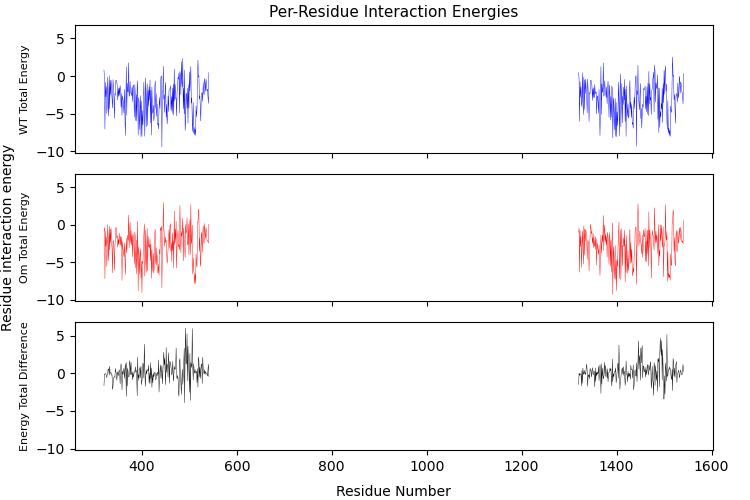 Per-Residue Interaction Energies
Residue interaction energy
WT Total Energy
5
0
−5
−10
Om Total Energy
5
0
−5
−10
Energy Total Difference
5
0
−5
−10
400 600 800 1000 1200 1400 1600
Residue Number